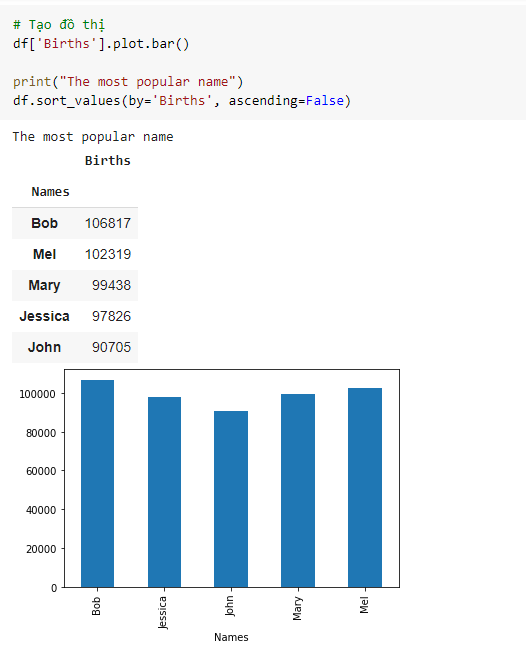 # Tạo đồ thị
df['Births'].plot.bar()
print("The most popular name")
df.sort_values(by='Births', ascending=False)
The most popular name
Births
Names
Bob 106817
Mel 102319
Mary 99438
Jessica 97826
John 90705
100000
80000
60000
40000
20000
0
Bob Jessica John Mary Mel
Names